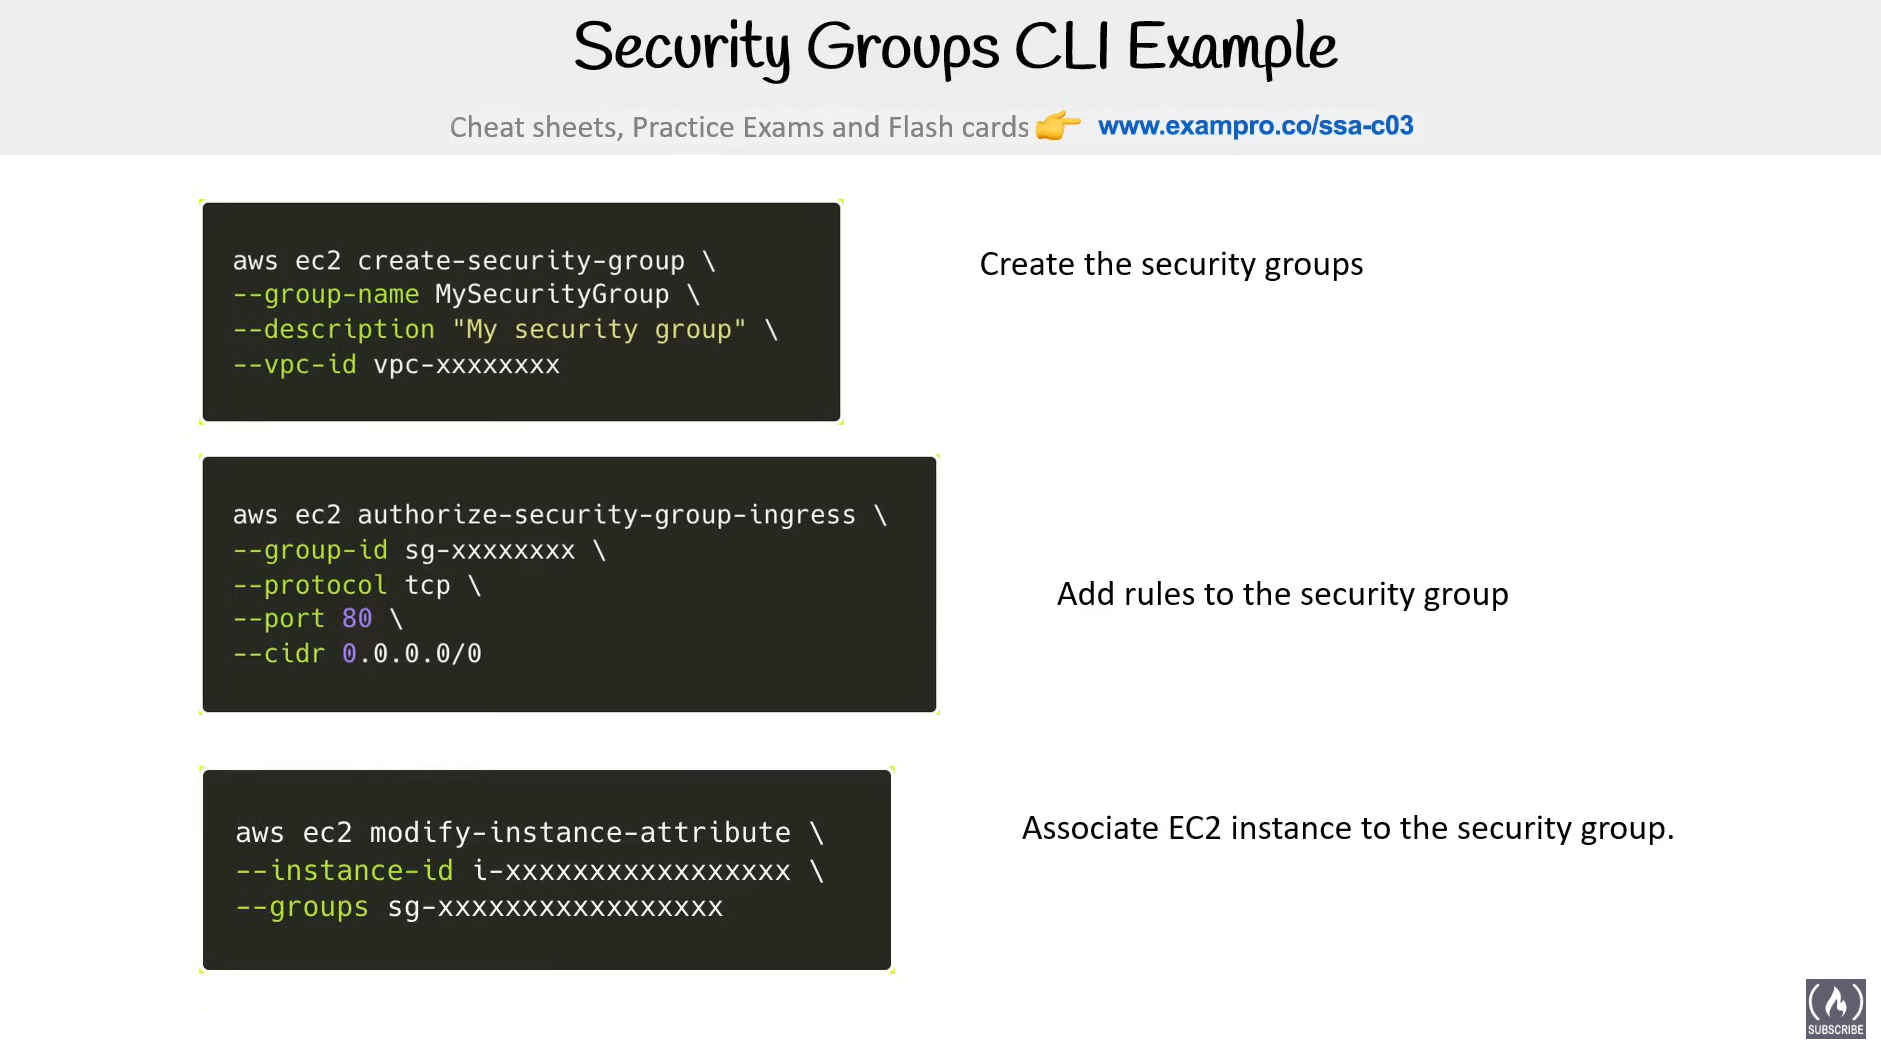 Security Groups CLI Example
Cheat sheets, Practice Exams and Flash cards 👉 www.exampro.co/ssa-c03
aws ec2 create-security-group \
--group-name MySecurityGroup \
--description "My security group" \
--vpc-id vpc-xxxxxxxx
Create the security groups
aws ec2 authorize-security-group-ingress \
--group-id sg-xxxxxxxx \
--protocol tcp \
--port 80 \
--cidr 0.0.0.0/0
Add rules to the security group
aws ec2 modify-instance-attribute \
--instance-id i-xxxxxxxxxxxxxxxxx \
--groups sg-xxxxxxxxxxxxxxxxx
Associate EC2 instance to the security group.
SUBSCRIBE